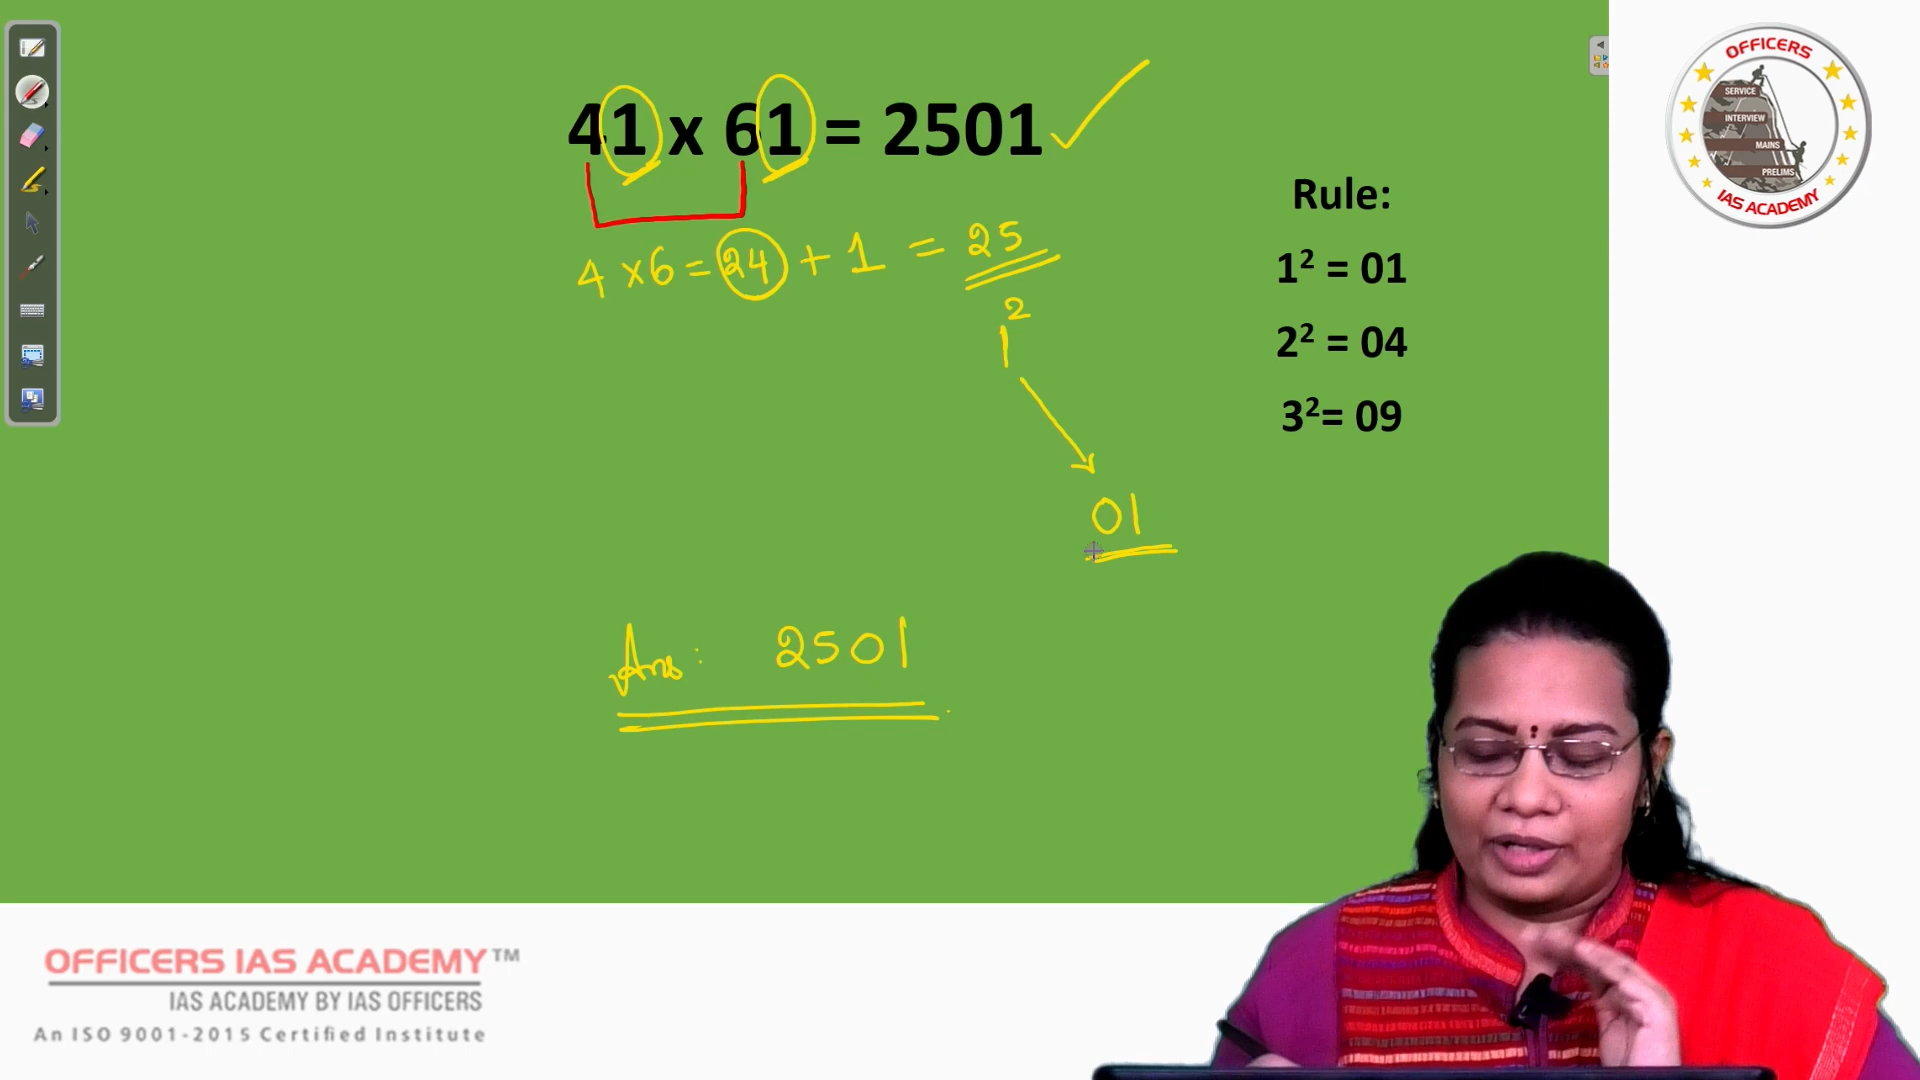 41 x 61 = 2501
4 x 6 = 24 + 1 = 25
1²
01
Ans: 2501
Rule:
1² = 01
2² = 04
3²= 09
OFFICERS
SERVICE
INTERVIEW
MAINS
PRELIMS
IAS ACADEMY
OFFICERS IAS ACADEMY™
IAS ACADEMY BY IAS OFFICERS
An ISO 9001-2015 Certified Institute